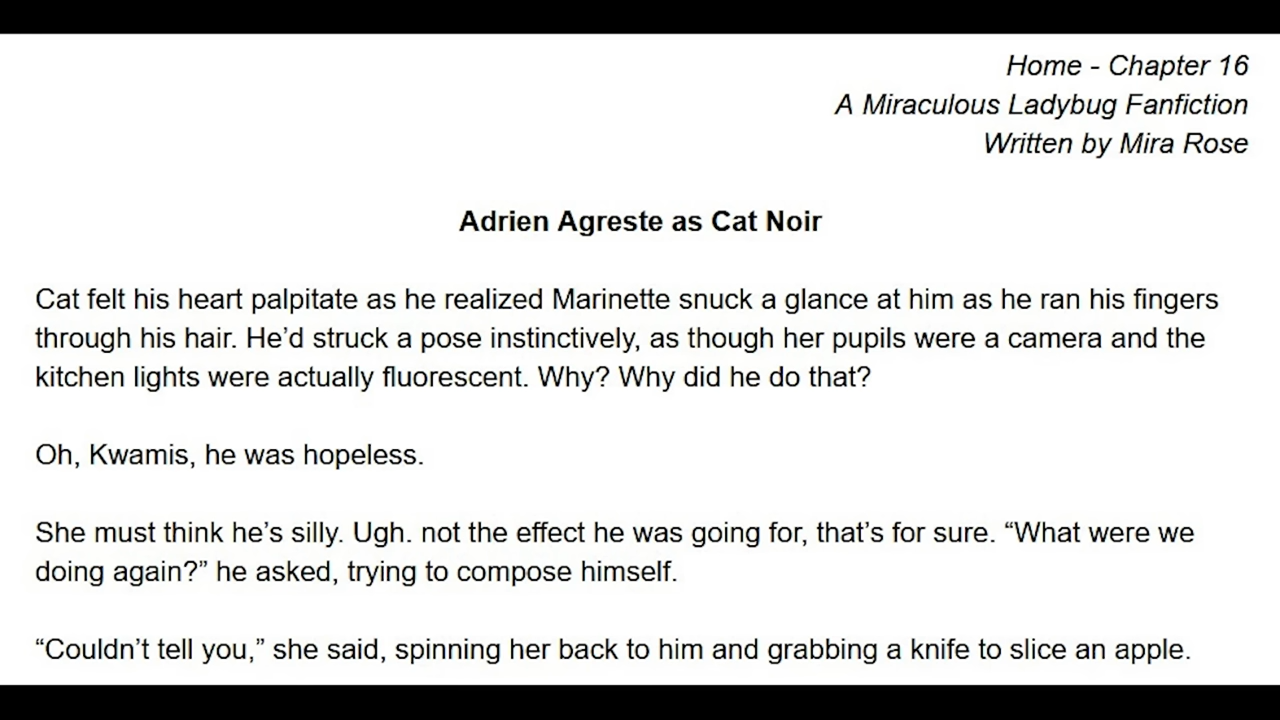 Home - Chapter 16
A Miraculous Ladybug Fanfiction
Written by Mira Rose
Adrien Agreste as Cat Noir
Cat felt his heart palpitate as he realized Marinette snuck a glance at him as he ran his fingers
through his hair. He’d struck a pose instinctively, as though her pupils were a camera and the
kitchen lights were actually fluorescent. Why? Why did he do that?
Oh, Kwamis, he was hopeless.
She must think he’s silly. Ugh. not the effect he was going for, that’s for sure. “What were we
doing again?” he asked, trying to compose himself.
“Couldn’t tell you,” she said, spinning her back to him and grabbing a knife to slice an apple.